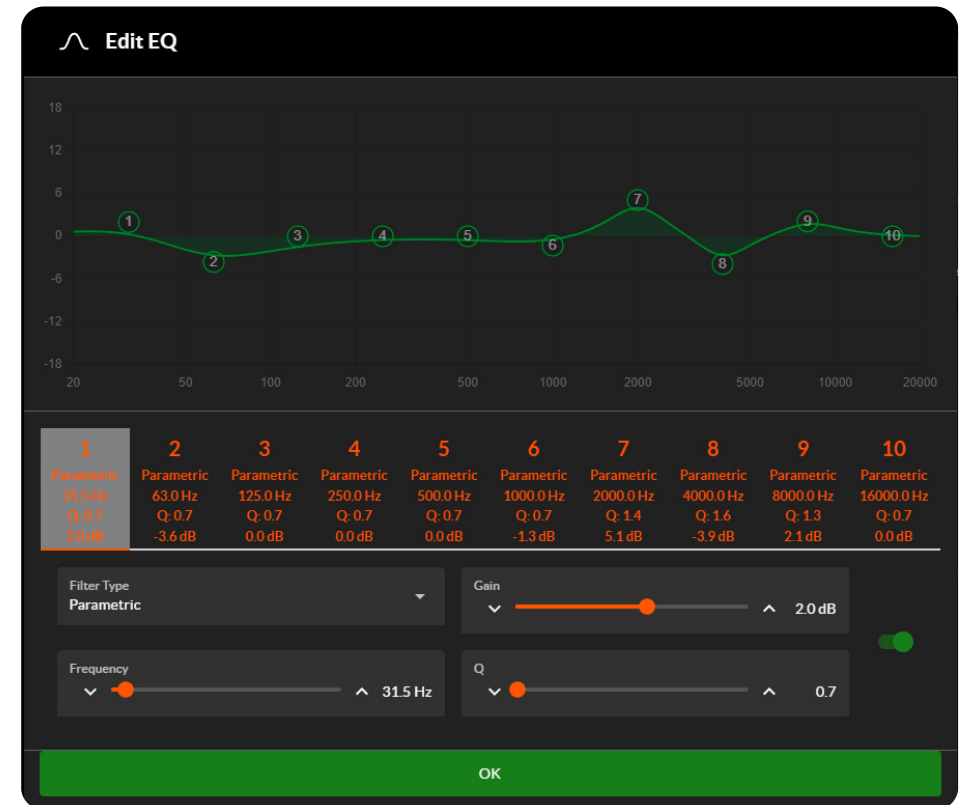 Edit EQ
18
12
6
0
-6
-12
-18
1
2
3
4
5
6
7
8
9
10
20 50 100 200 500 1000 2000 5000 10000 20000
1 2 3 4 5 6 7 8 9 10
Parametric Parametric Parametric Parametric Parametric Parametric Parametric Parametric Parametric Parametric
31.5 Hz 63.0 Hz 125.0 Hz 250.0 Hz 500.0 Hz 1000.0 Hz 2000.0 Hz 4000.0 Hz 8000.0 Hz 16000.0 Hz
Q: 0.7 Q: 0.7 Q: 0.7 Q: 0.7 Q: 0.7 Q: 0.7 Q: 1.4 Q: 1.6 Q: 1.3 Q: 0.7
2.0 dB -3.6 dB 0.0 dB 0.0 dB 0.0 dB -1.3 dB 5.1 dB -3.9 dB 2.1 dB 0.0 dB
Filter Type
Parametric
Gain
2.0 dB
Frequency
31.5 Hz
Q
0.7
OK